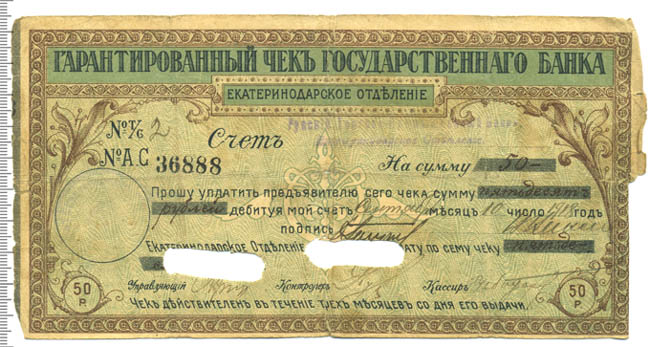 ГАРАНТИРОВАННЫЙ ЧЕКЪ ГОСУДАРСТВЕННАГО БАНКА
ЕКАТЕРИНОДАРСКОЕ ОТДѢЛЕНІЕ
№ Т/Б 2
Счетъ
№ А.С 36888
На сумму 50-
Прошу уплатить предъявителю сего чека сумму пятьдесятъ
рублей дебитуя мой счетъ Сентябрь мѣсяцъ 10 число 1918 годъ
подпись
Екатеринодарское Отдѣленіе по сему чеку
Управляющій Контролеръ Кассиръ
50 Р. 50 Р.
Чекъ дѣйствителенъ въ теченіе трехъ мѣсяцевъ со дня его выдачи.